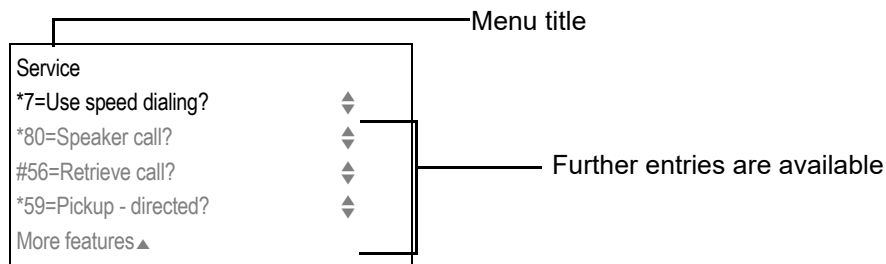 Menu title
Service
*7=Use speed dialing?
*80=Speaker call?
#56=Retrieve call?
*59=Pickup - directed?
More features
Further entries are available